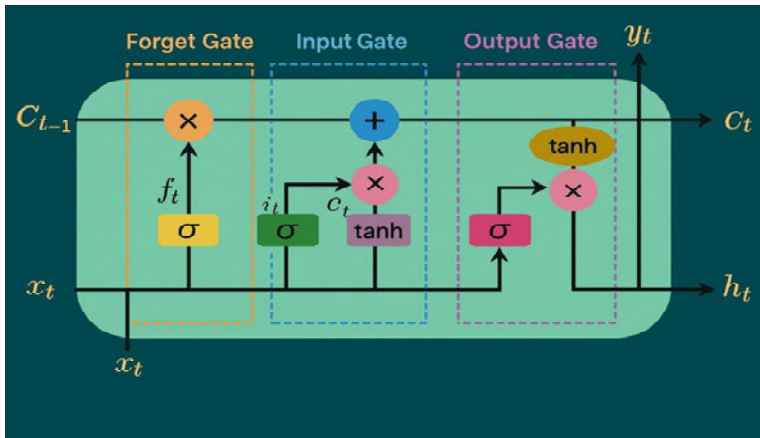 Forget Gate Input Gate Output Gate y_t
C_{t-1} × + C_t
tanh
f_t i_t c_t × ×
σ σ tanh σ
x_t h_t
x_t